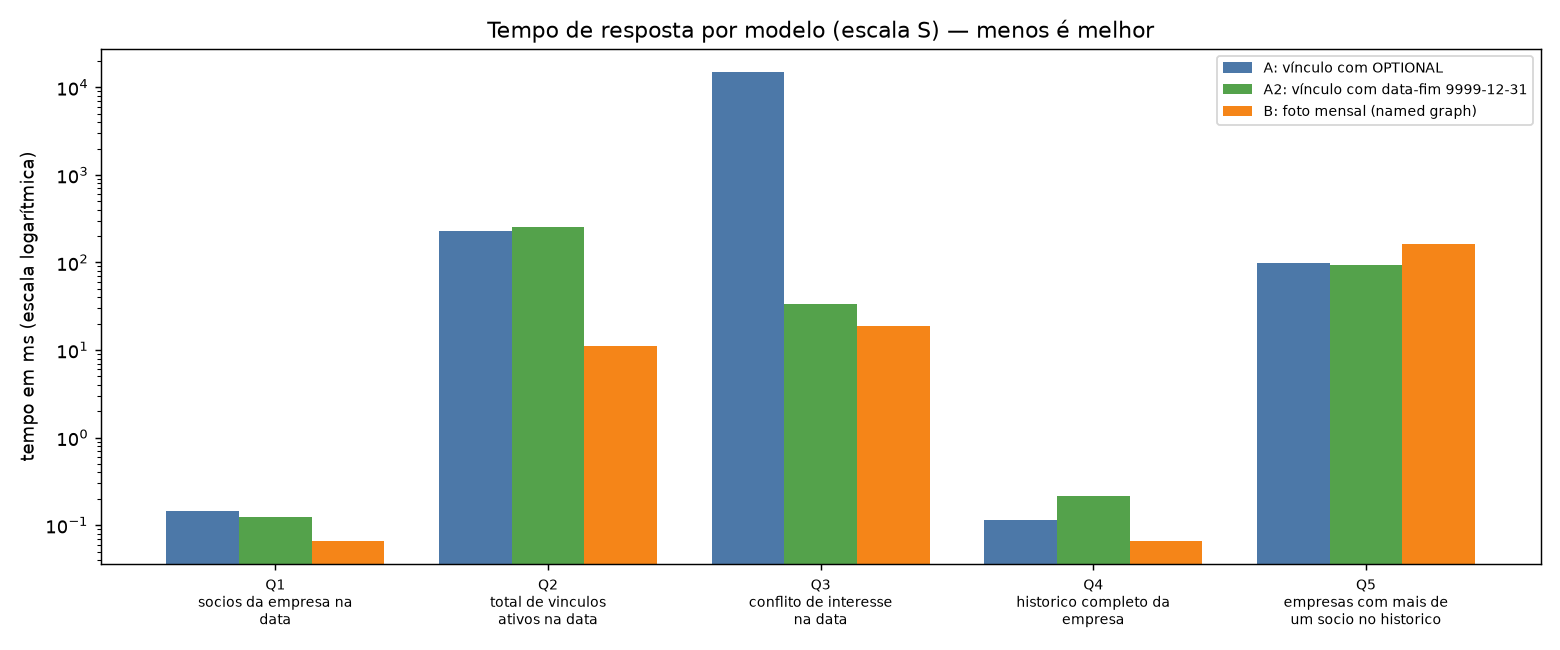 Tempo de resposta por modelo (escala S) — menos é melhor
A: vínculo com OPTIONAL
A2: vínculo com data-fim 9999-12-31
B: foto mensal (named graph)
tempo em ms (escala logarítmica)
10⁴
10³
10²
10¹
10⁰
10⁻¹
Q1
socios da empresa na
data
Q2
total de vinculos
ativos na data
Q3
conflito de interesse
na data
Q4
historico completo da
empresa
Q5
empresas com mais de
um socio no historico